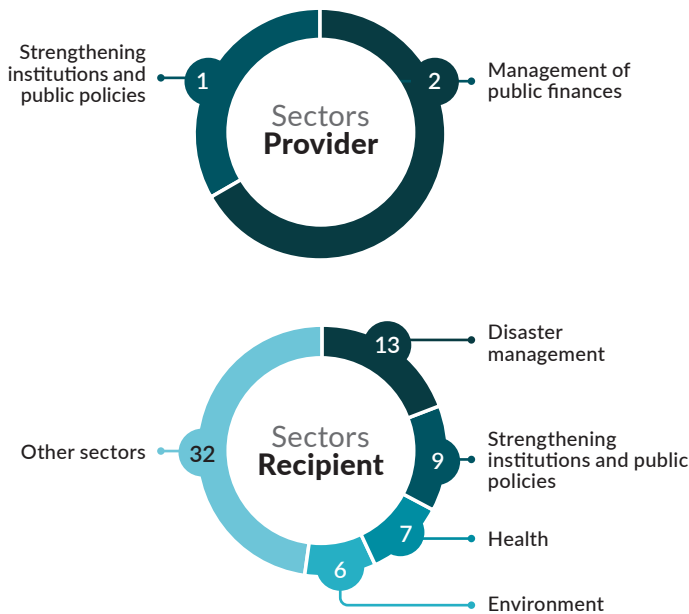 Strengthening
institutions and
public policies
1
2
Management of
public finances
Sectors
Provider
13
Disaster
management
Other sectors
32
Sectors
Recipient
9
Strengthening
institutions and public
policies
7
Health
6
Environment